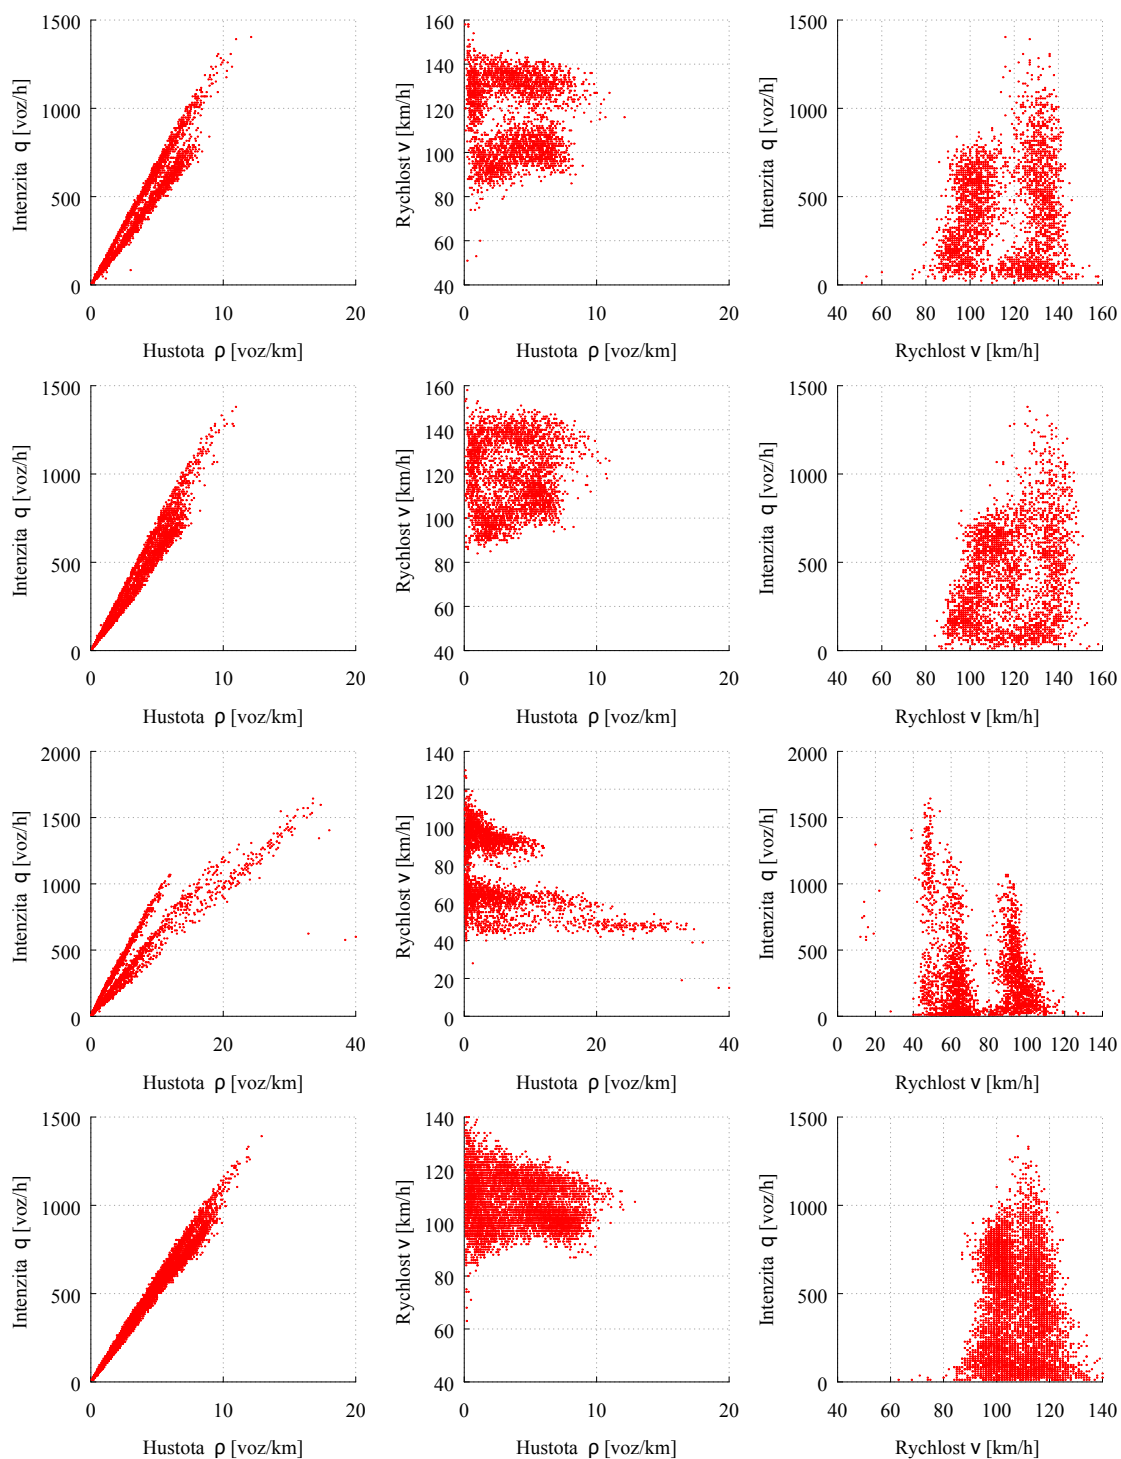 1500
1000
500
0
Intenzita q [voz/h]
0 10 20
Hustota ρ [voz/km]
160
140
120
100
80
60
40
Rychlost v [km/h]
0 10 20
Hustota ρ [voz/km]
1500
1000
500
0
Intenzita q [voz/h]
40 60 80 100 120 140 160
Rychlost v [km/h]
1500
1000
500
0
Intenzita q [voz/h]
0 10 20
Hustota ρ [voz/km]
160
140
120
100
80
60
40
Rychlost v [km/h]
0 10 20
Hustota ρ [voz/km]
1500
1000
500
0
Intenzita q [voz/h]
40 60 80 100 120 140 160
Rychlost v [km/h]
2000
1500
1000
500
0
Intenzita q [voz/h]
0 20 40
Hustota ρ [voz/km]
140
120
100
80
60
40
20
0
Rychlost v [km/h]
0 20 40
Hustota ρ [voz/km]
2000
1500
1000
500
0
Intenzita q [voz/h]
0 20 40 60 80 100 120 140
Rychlost v [km/h]
1500
1000
500
0
Intenzita q [voz/h]
0 10 20
Hustota ρ [voz/km]
140
120
100
80
60
40
Rychlost v [km/h]
0 10 20
Hustota ρ [voz/km]
1500
1000
500
0
Intenzita q [voz/h]
40 60 80 100 120 140
Rychlost v [km/h]